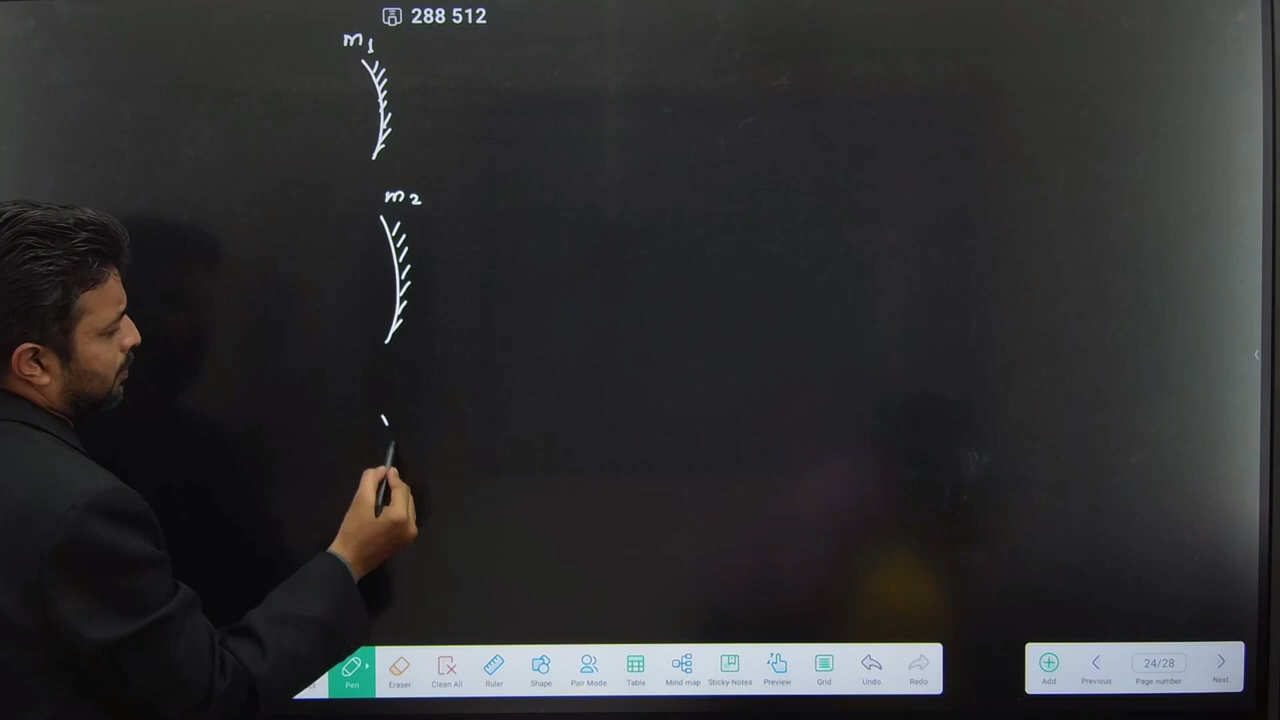 288 512
m1
m2
Pen
Eraser
Clean All
Ruler
Shape
Pair Mode
Table
Mind map
Sticky-Notes
Preview
Grid
Undo
Redo
Add
Previous
24/28
Page number
Next